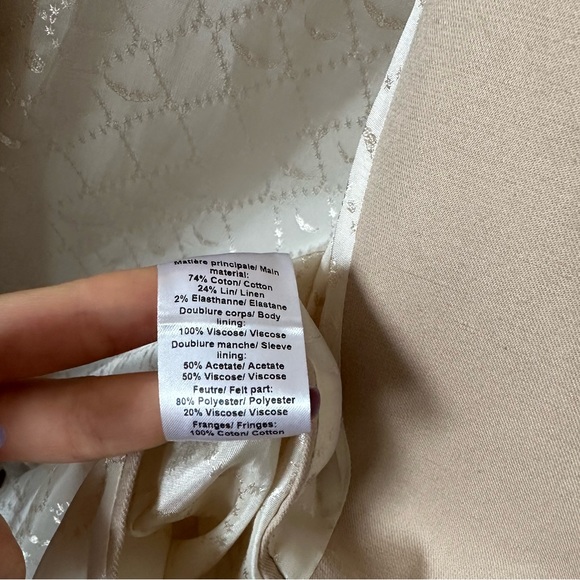 Matière principale/ Main
material:
74% Coton/ Cotton
24% Lin/ Linen
2% Elasthanne/ Elastane
Doublure corps/ Body
lining:
100% Viscose/ Viscose
Doublure manche/ Sleeve
lining:
50% Acetate/ Acetate
50% Viscose/ Viscose
Feutre/ Felt part:
80% Polyester/ Polyester
20% Viscose/ Viscose
Franges/ Fringes:
100% Coton/ Cotton